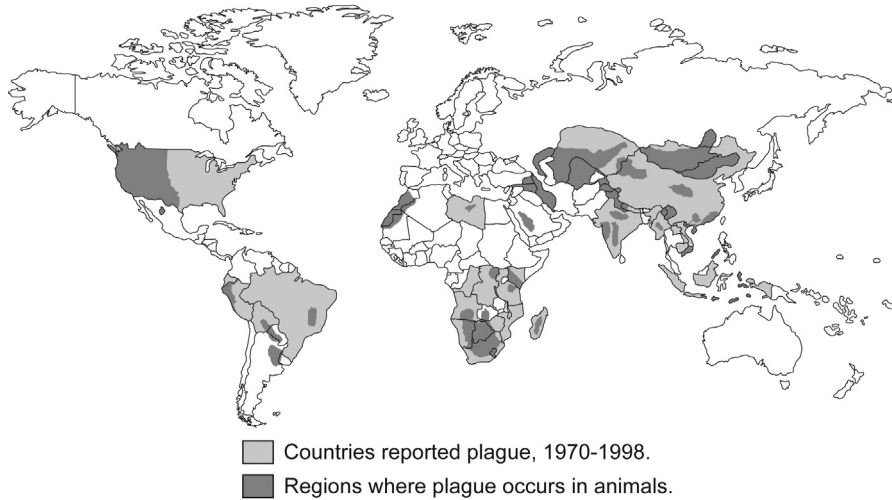 Countries reported plague, 1970-1998.
Regions where plague occurs in animals.